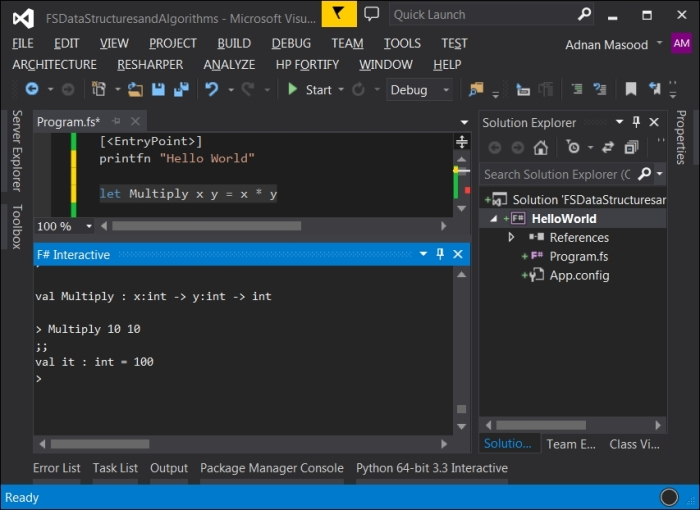 FSDataStructuresandAlgorithms - Microsoft Visu...
Quick Launch
FILE EDIT VIEW PROJECT BUILD DEBUG TEAM TOOLS TEST
Adnan Masood AM
ARCHITECTURE RESHARPER ANALYZE HP FORTIFY WINDOW HELP
Start Debug
Server Explorer
Toolbox
Program.fs*
[<EntryPoint>]
printfn "Hello World"
let Multiply x y = x * y
100 %
F# Interactive
val Multiply : x:int -> y:int -> int
> Multiply 10 10
;;
val it : int = 100
>
Solution Explorer
Search Solution Explorer (C
Solution 'FSDataStructuresar
F# HelloWorld
References
F# Program.fs
App.config
Solutio... Team E... Class Vi...
Properties
Error List Task List Output Package Manager Console Python 64-bit 3.3 Interactive
Ready